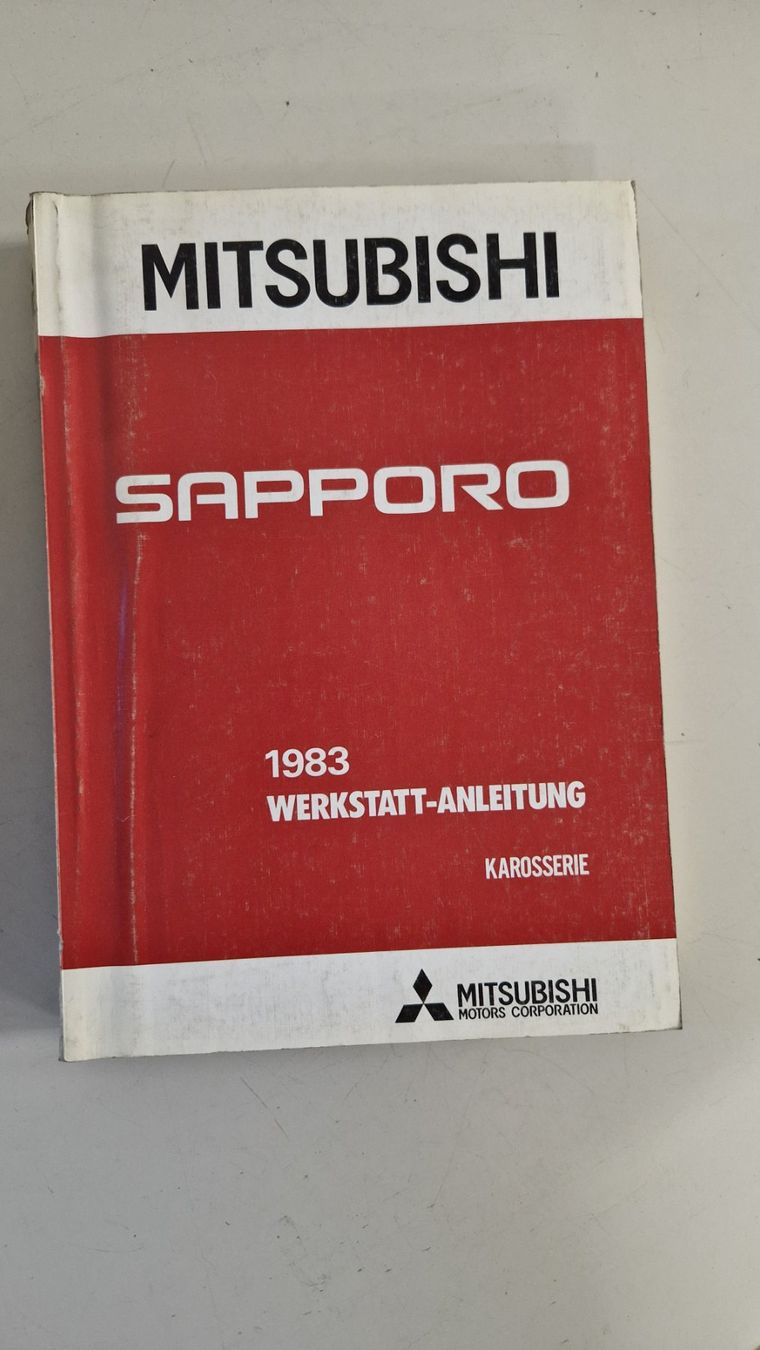 MITSUBISHI
SAPPORO
1983
WERKSTATT-ANLEITUNG
KAROSSERIE
MITSUBISHI
MOTORS CORPORATION